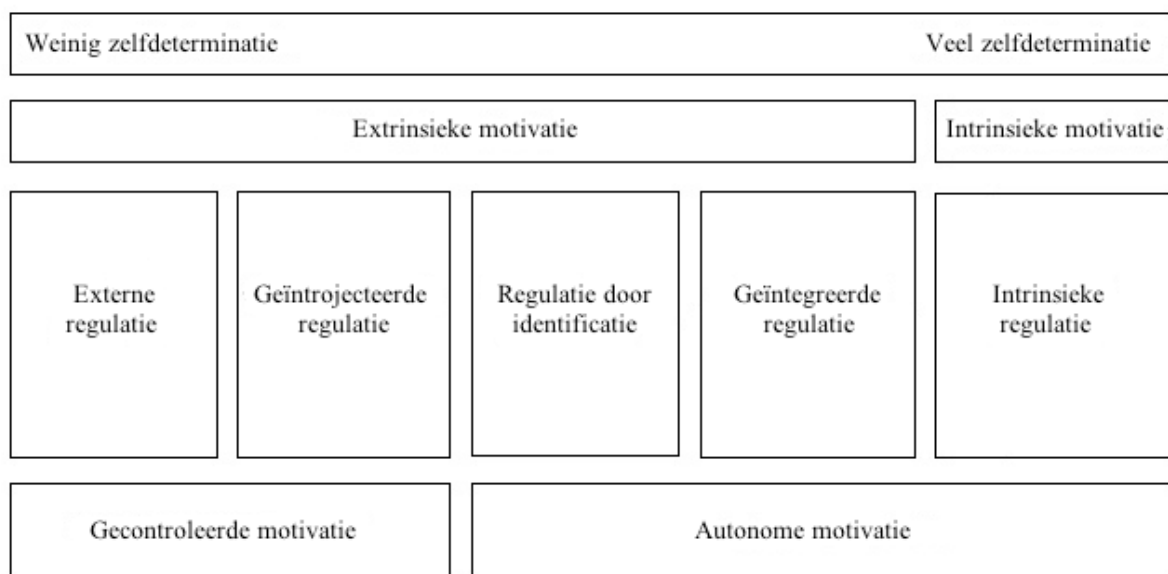 Weinig zelfdeterminatie Veel zelfdeterminatie
Extrinsieke motivatie
Intrinsieke motivatie
Externe
regulatie
Geïntrojecteerde
regulatie
Regulatie door
identificatie
Geïntegreerde
regulatie
Intrinsieke
regulatie
Gecontroleerde motivatie
Autonome motivatie